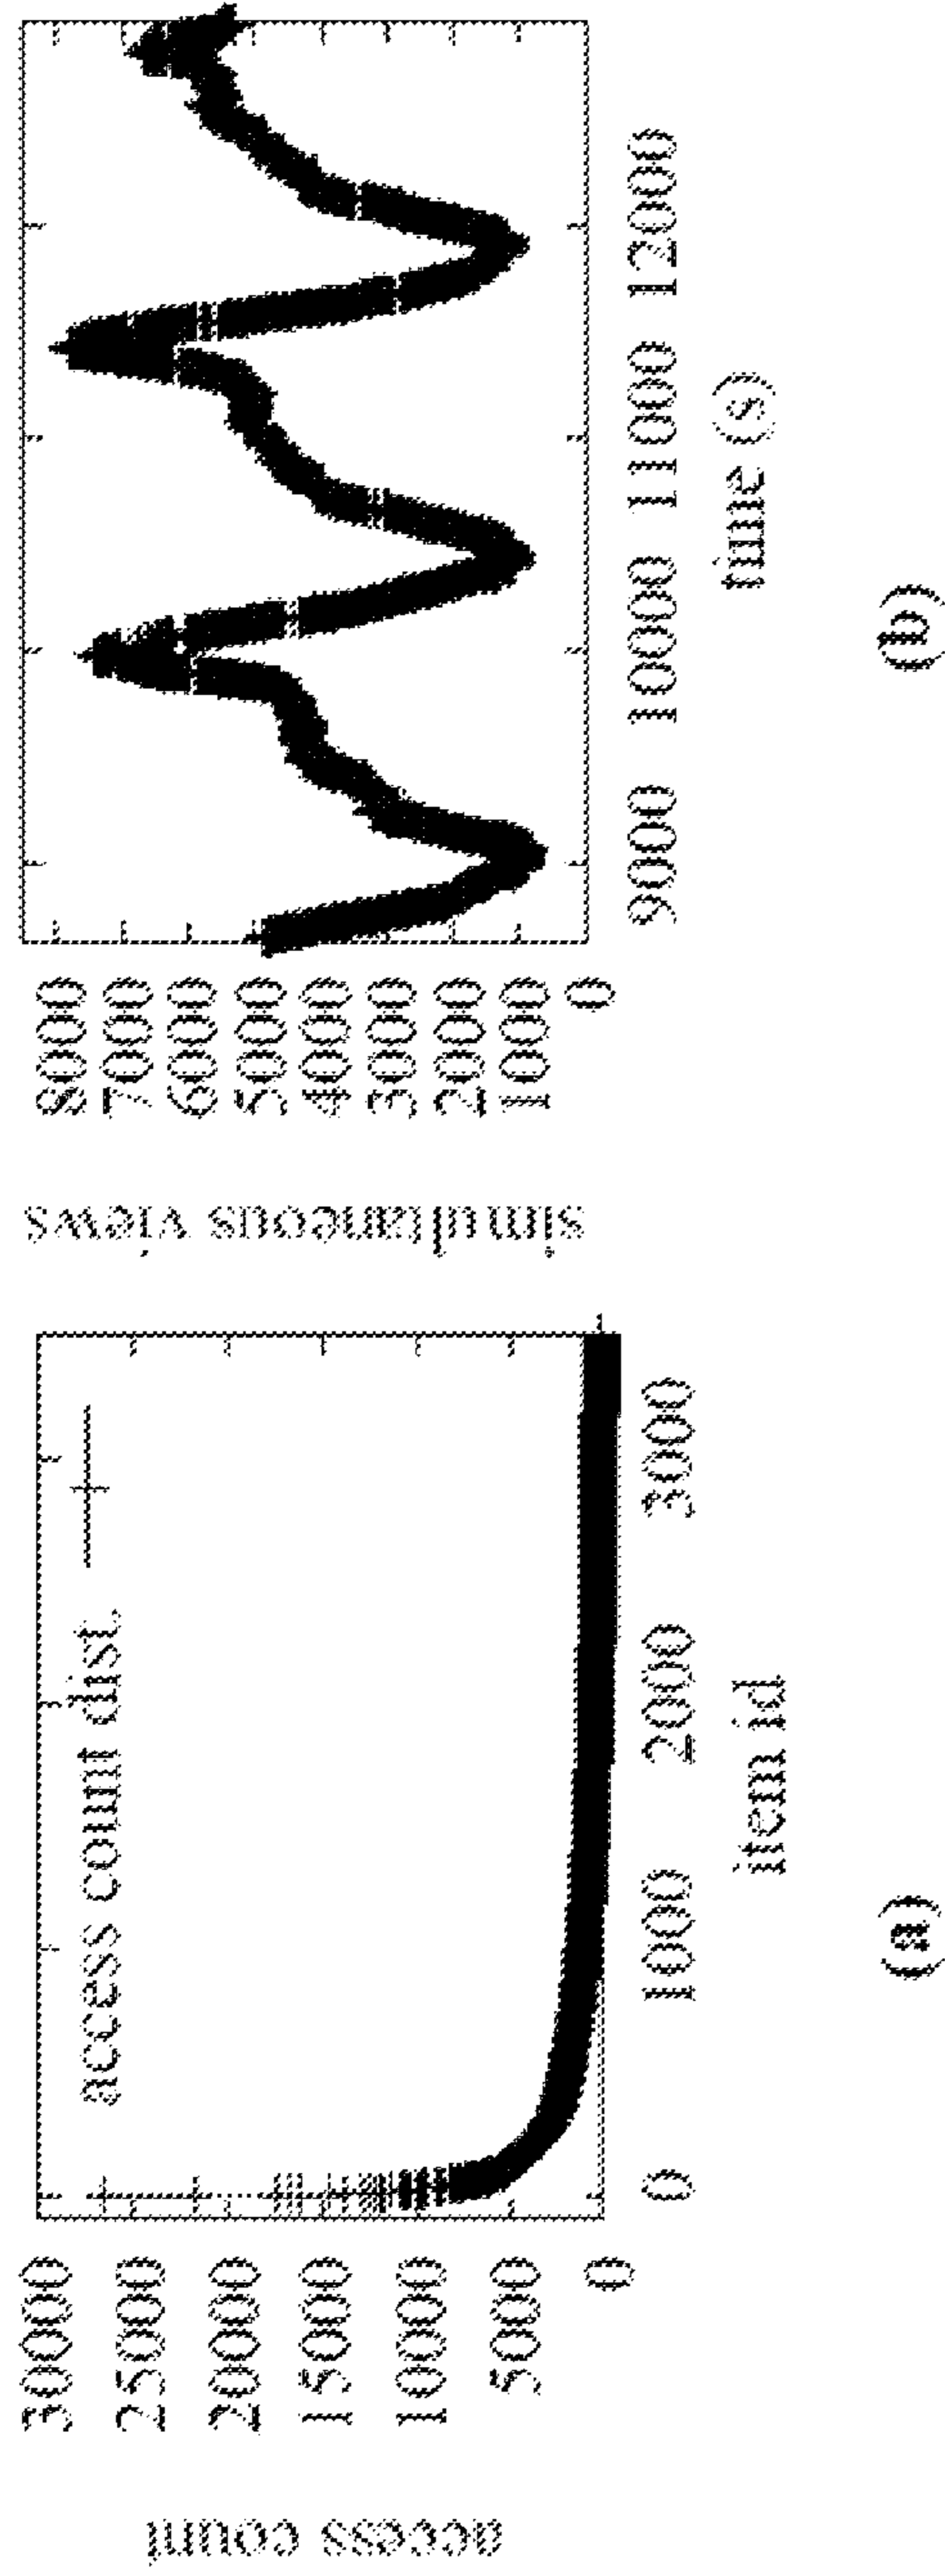 access count
30000
25000
20000
15000
10000
5000
0
access count dist.
0 1000 2000 3000
item id
(a)
simultaneous views
8000
7000
6000
5000
4000
3000
2000
1000
0
9000 10000 11000 12000
time (s)
(b)